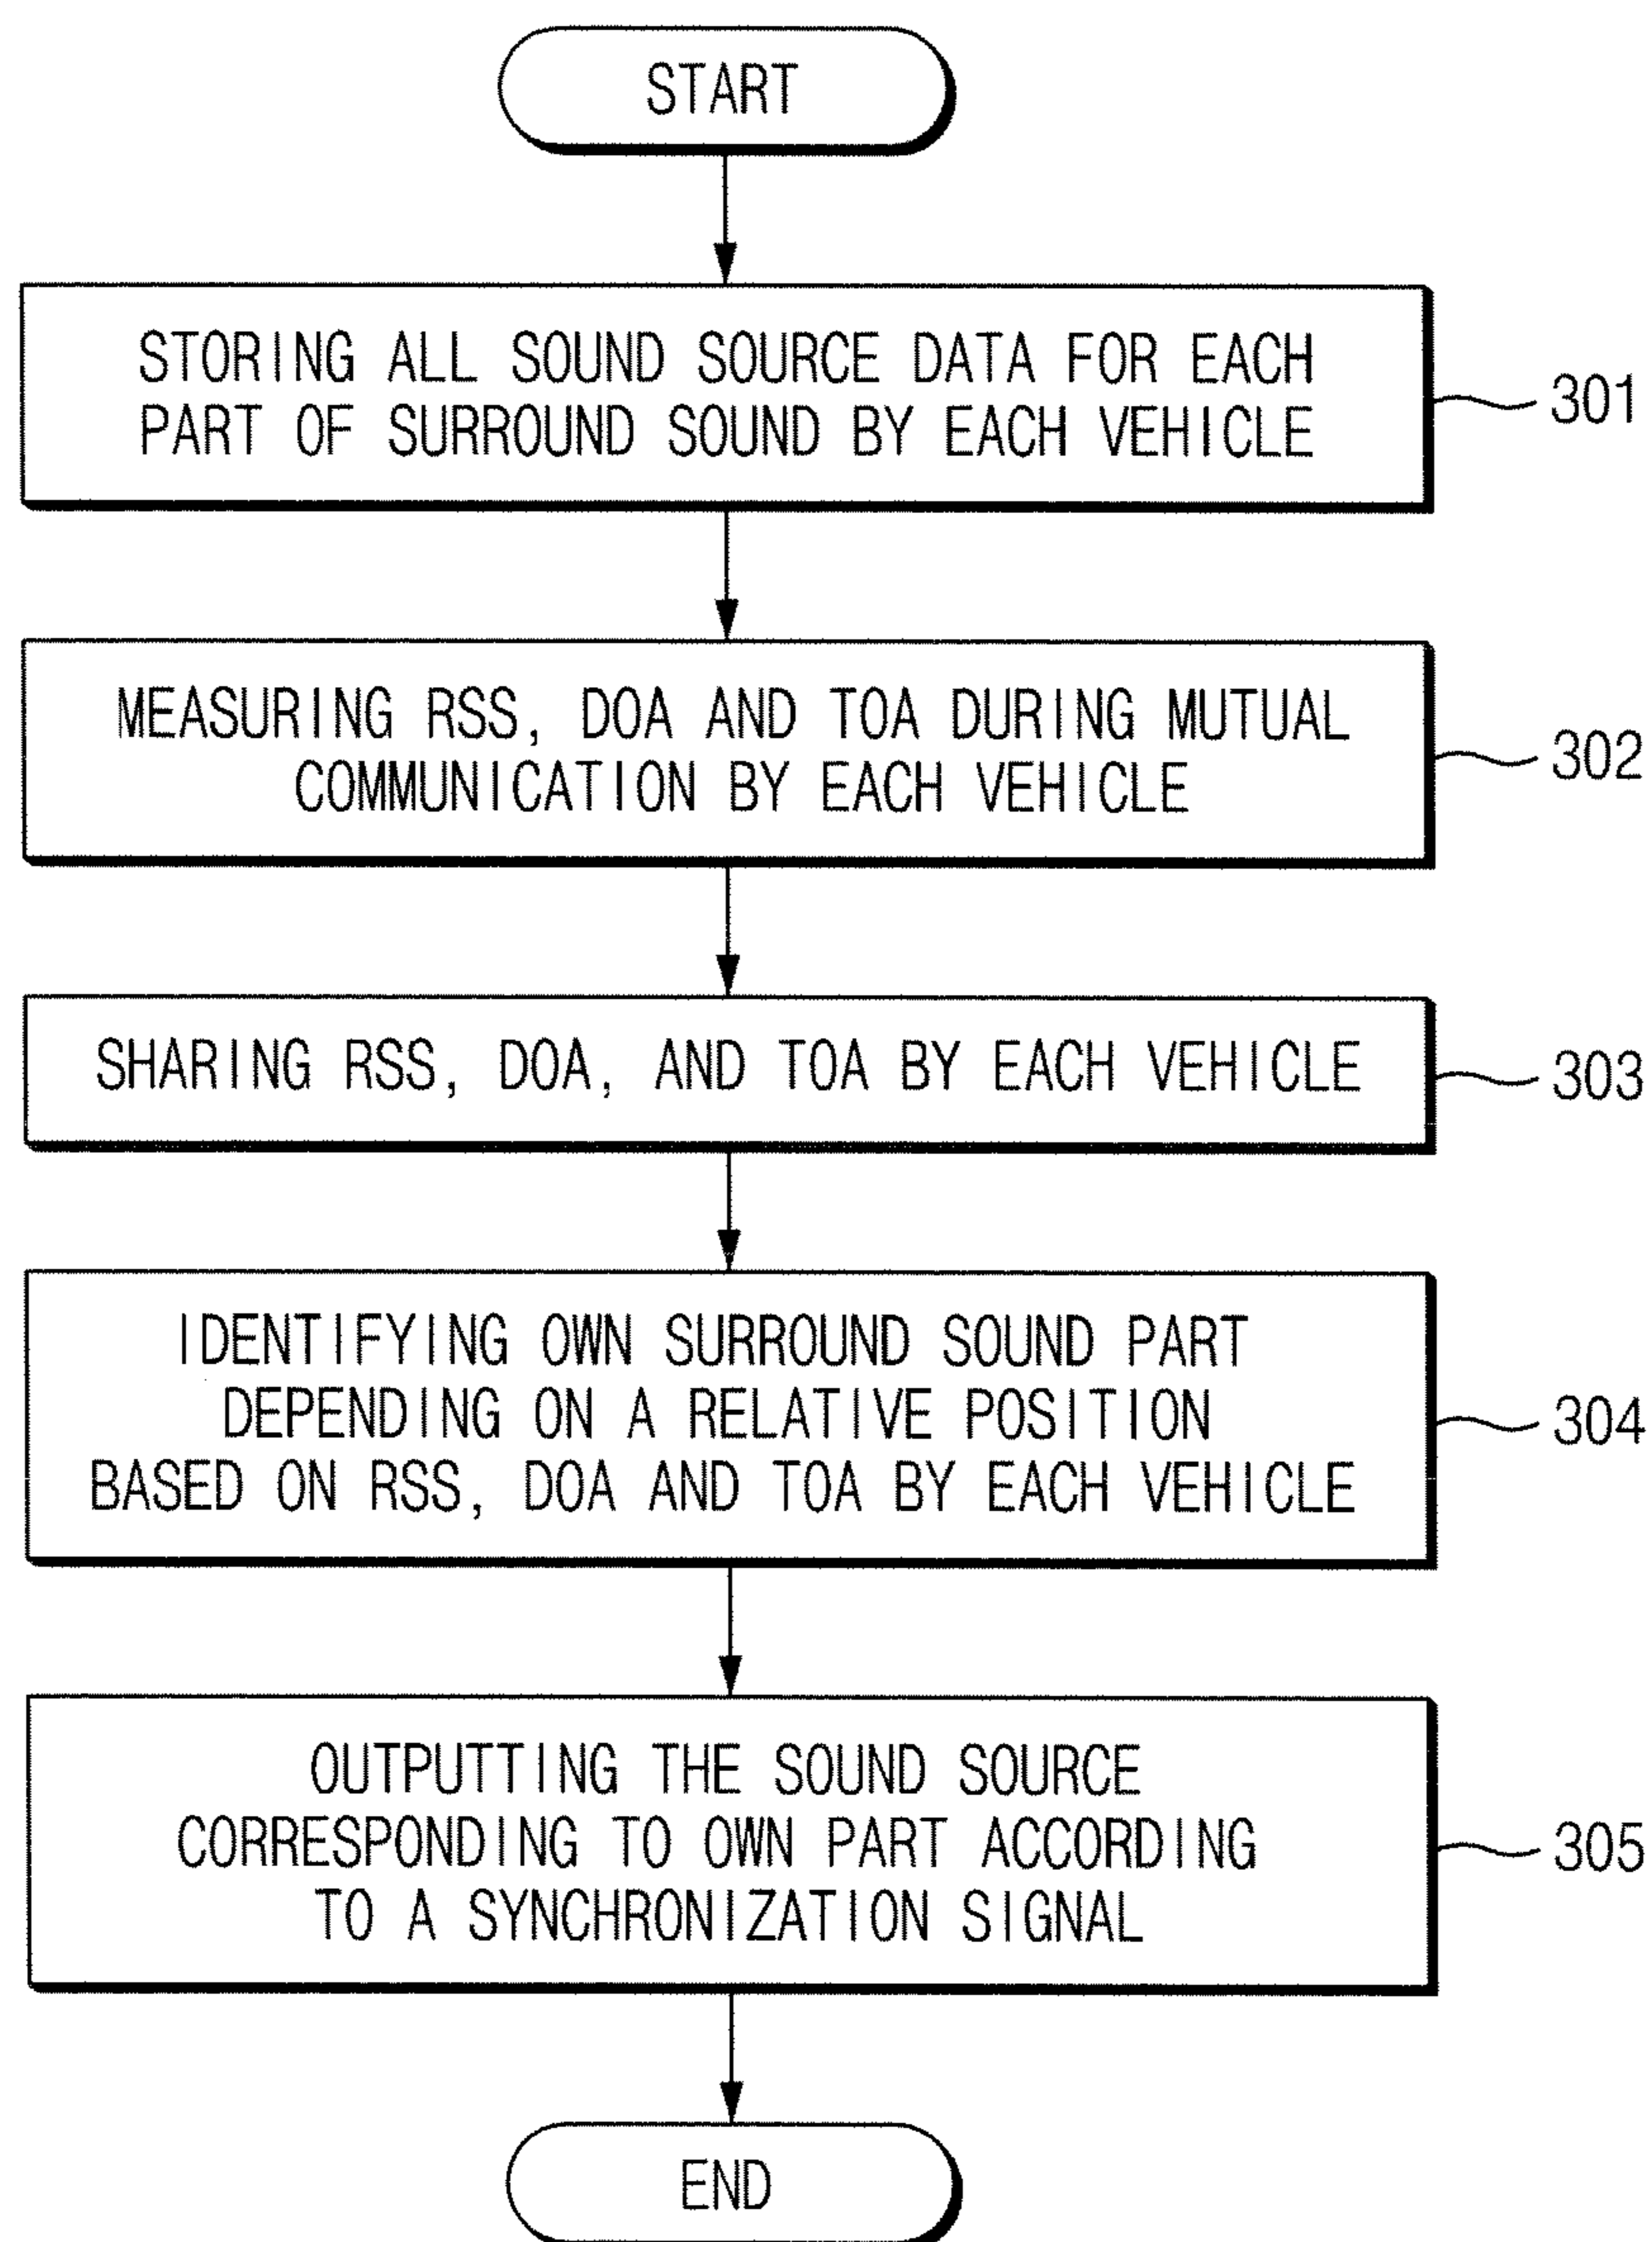 START
STORING ALL SOUND SOURCE DATA FOR EACH
PART OF SURROUND SOUND BY EACH VEHICLE
301
MEASURING RSS, DOA AND TOA DURING MUTUAL
COMMUNICATION BY EACH VEHICLE
302
SHARING RSS, DOA, AND TOA BY EACH VEHICLE
303
IDENTIFYING OWN SURROUND SOUND PART
DEPENDING ON A RELATIVE POSITION
BASED ON RSS, DOA AND TOA BY EACH VEHICLE
304
OUTPUTTING THE SOUND SOURCE
CORRESPONDING TO OWN PART ACCORDING
TO A SYNCHRONIZATION SIGNAL
305
END